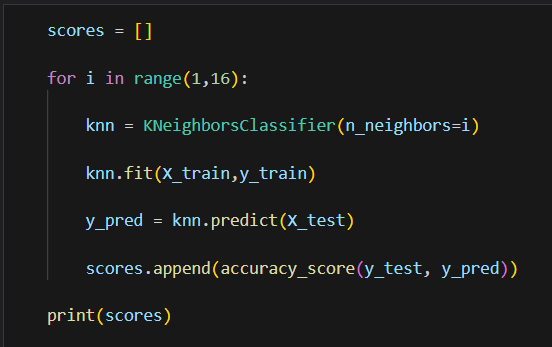 scores = []
for i in range(1,16):
knn = KNeighborsClassifier(n_neighbors=i)
knn.fit(X_train,y_train)
y_pred = knn.predict(X_test)
scores.append(accuracy_score(y_test, y_pred))
print(scores)